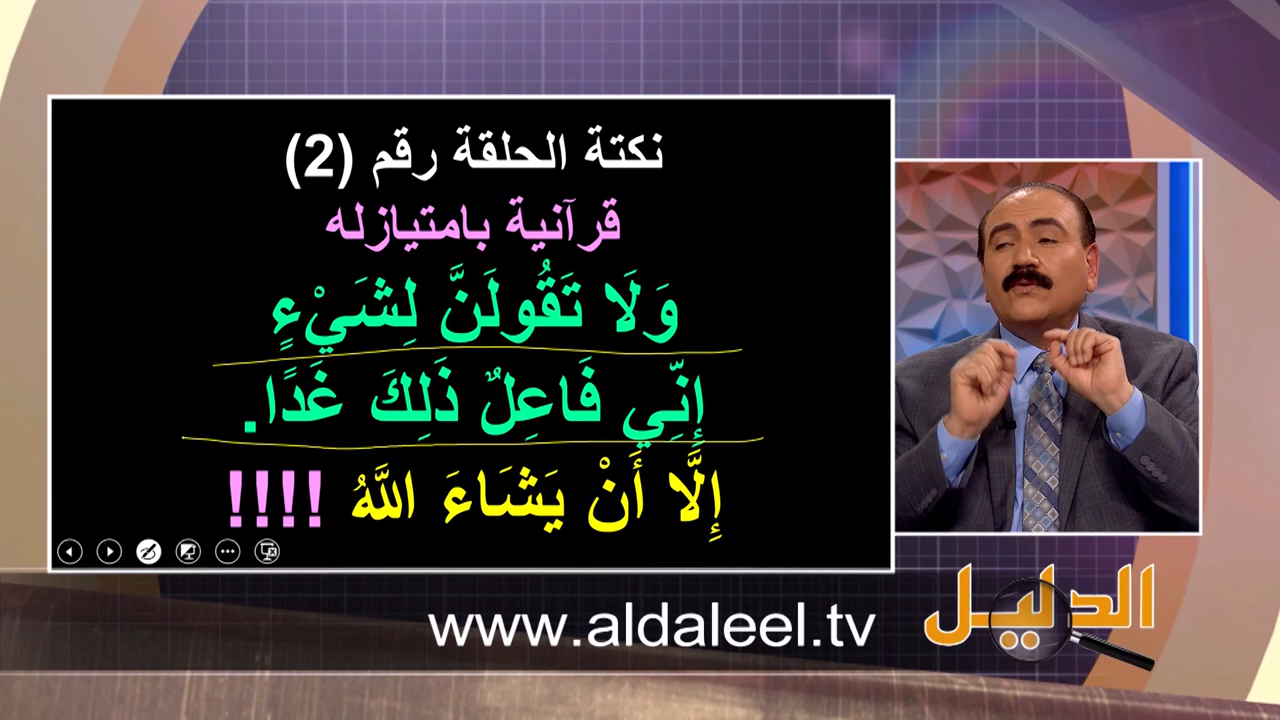 نكتة الحلقة رقم (2)
قرآنية بامتيازله
وَلَا تَقُولَنَّ لِشَيْءٍ
إِنِّي فَاعِلٌ ذَلِكَ غَدًا.
إِلَّا أَنْ يَشَاءَ اللَّهُ !!!!
الدليل
www.aldaleel.tv